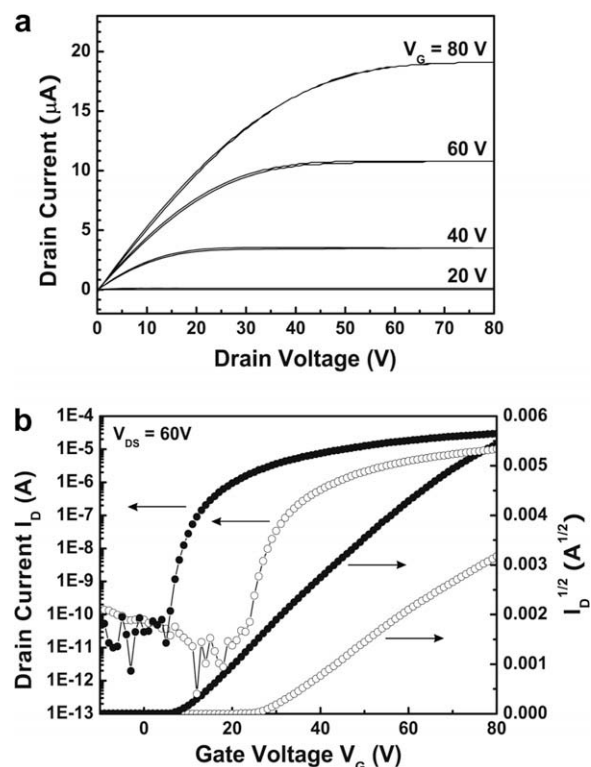 a
V_G = 80 V
60 V
40 V
20 V
20
15
10
5
0
0 10 20 30 40 50 60 70 80
Drain Current (μA)
Drain Voltage (V)
b
V_DS = 60V
1E-4
1E-5
1E-6
1E-7
1E-8
1E-9
1E-10
1E-11
1E-12
1E-13
Drain Current I_D (A)
0.006
0.005
0.004
0.003
0.002
0.001
0.000
I_D^1/2 (A^1/2)
0 20 40 60 80
Gate Voltage V_G (V)